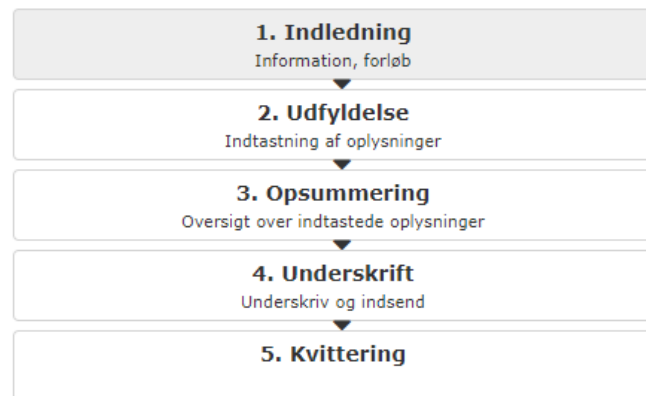 1. Indledning
Information, forløb
2. Udfyldelse
Indtastning af oplysninger
3. Opsummering
Oversigt over indtastede oplysninger
4. Underskrift
Underskriv og indsend
5. Kvittering